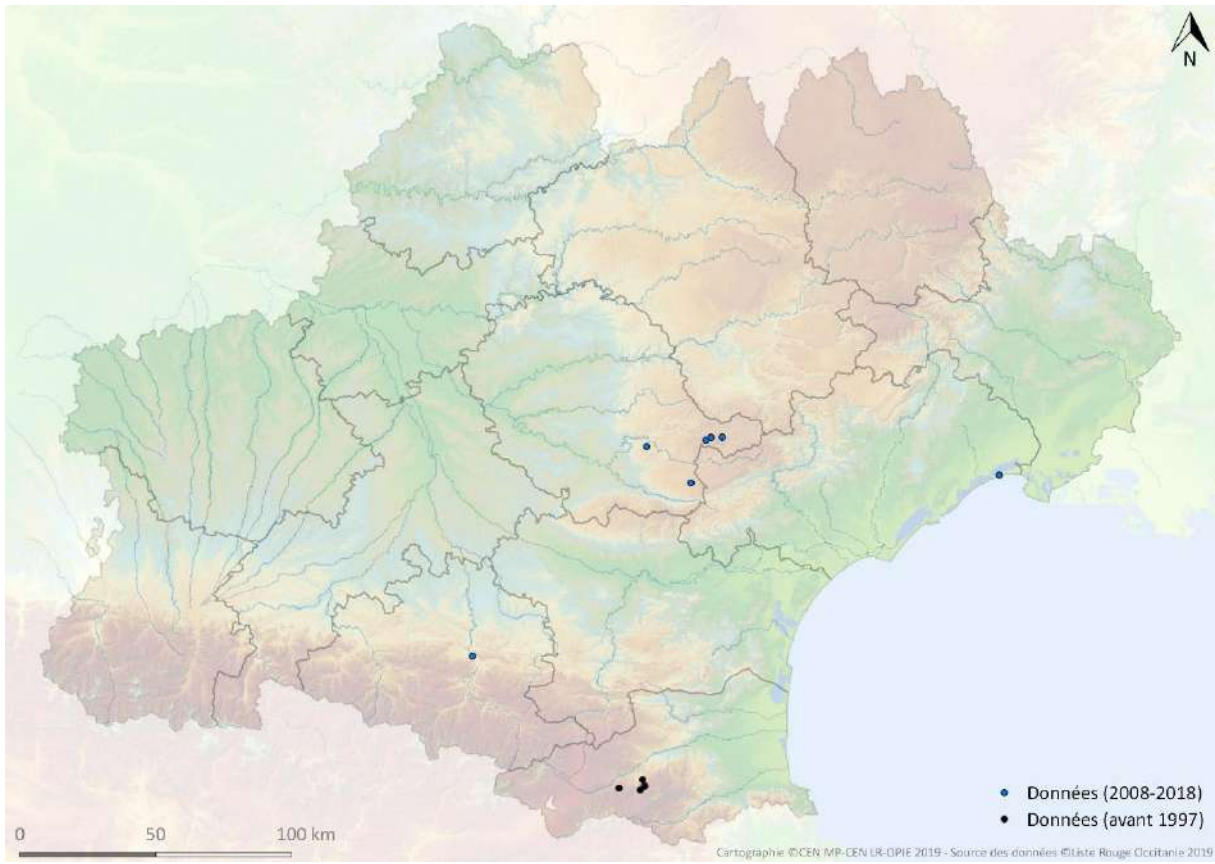 N
Données (2008-2018)
Données (avant 1997)
0 50 100 km
Cartographie ©CEN MP-CEN LR-OPIE 2019 - Source des données ©Liste Rouge Occitanie 2019